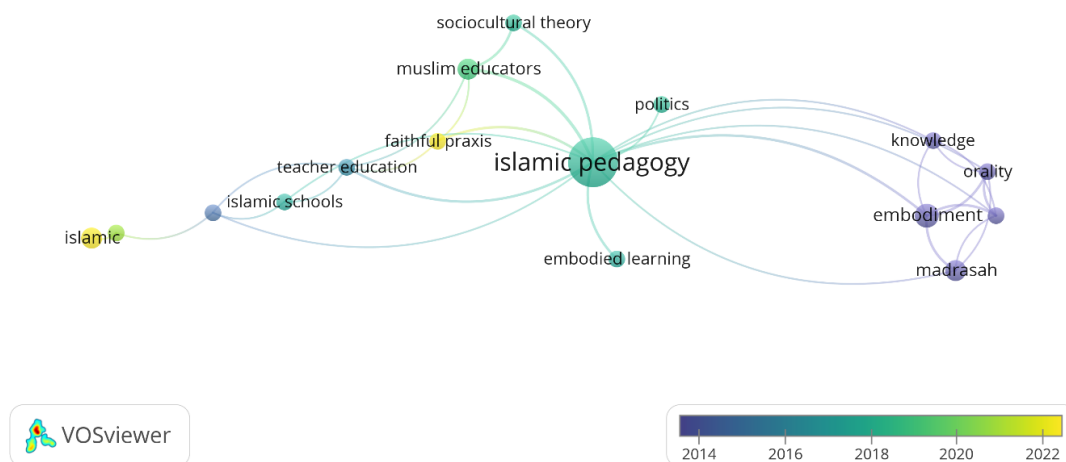 sociocultural theory
muslim educators
politics
faithful praxis
knowledge
islamic pedagogy
teacher education
orality
islamic schools
embodiment
islamic
embodied learning
madrasah
VOSviewer
2014 2016 2018 2020 2022